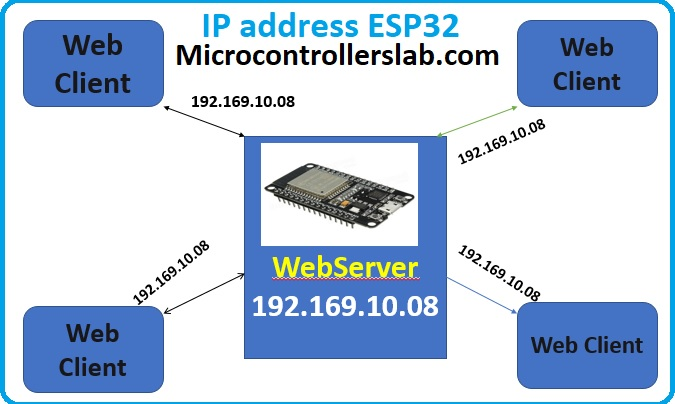 IP address ESP32
Microcontrollerslab.com
Web
Client
Web
Client
192.169.10.08
192.169.10.08
WebServer
192.169.10.08
192.169.10.08
192.169.10.08
Web
Client
Web Client